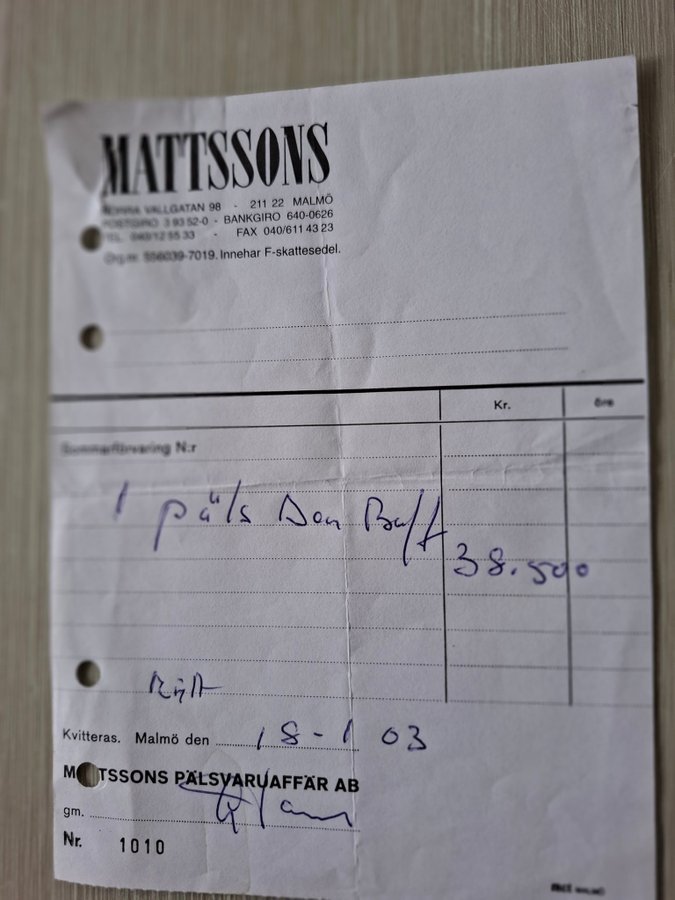 MATTSSONS
NORRA VALLGATAN 98 - 211 22 MALMÖ
POSTGIRO 3 93 52-0 - BANKGIRO 640-0626
TEL. 040/12 55 33 - FAX 040/611 43 23
Org.nr. 556039-7019. Innehar F-skattesedel.
Kr. öre
Sommarförvaring N:r
1 päls
38.500
Kvitteras. Malmö den 18-1 03
MATTSSONS PÄLSVARUAFFÄR AB
gm.
Nr. 1010